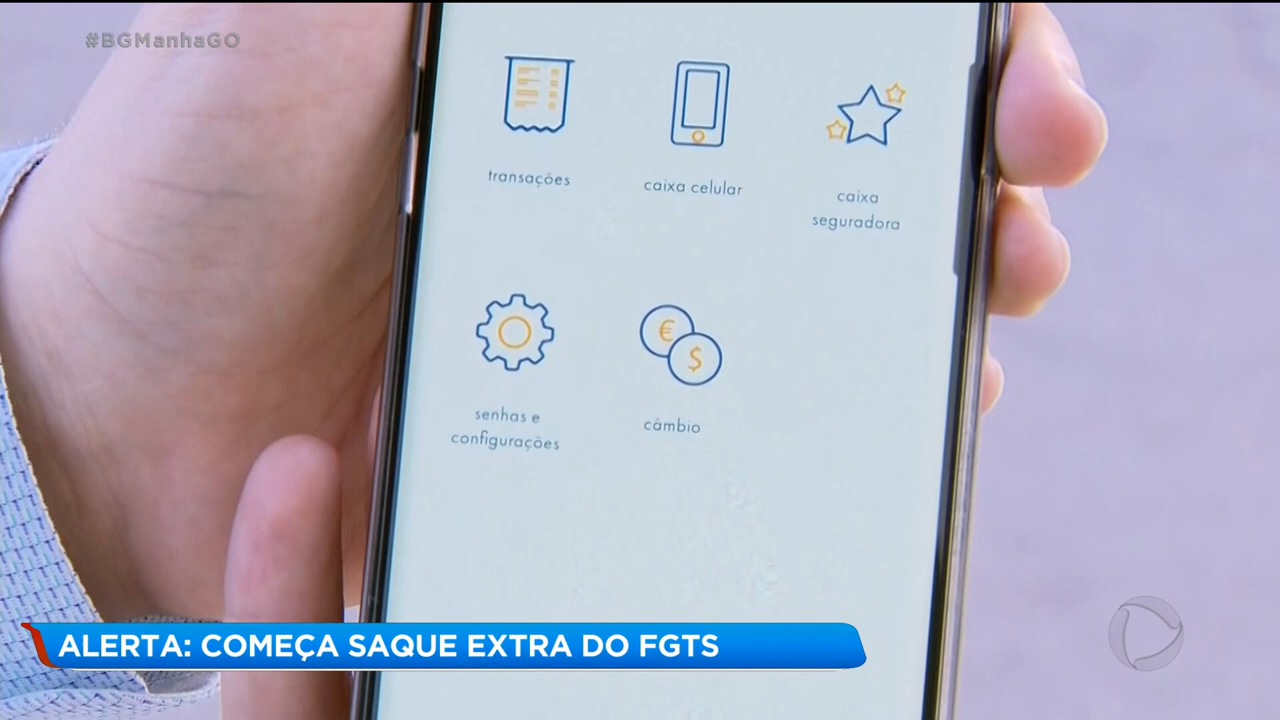 #BGManhaGO
transações
caixa celular
caixa
seguradora
senhas e
configurações
câmbio
ALERTA: COMEÇA SAQUE EXTRA DO FGTS